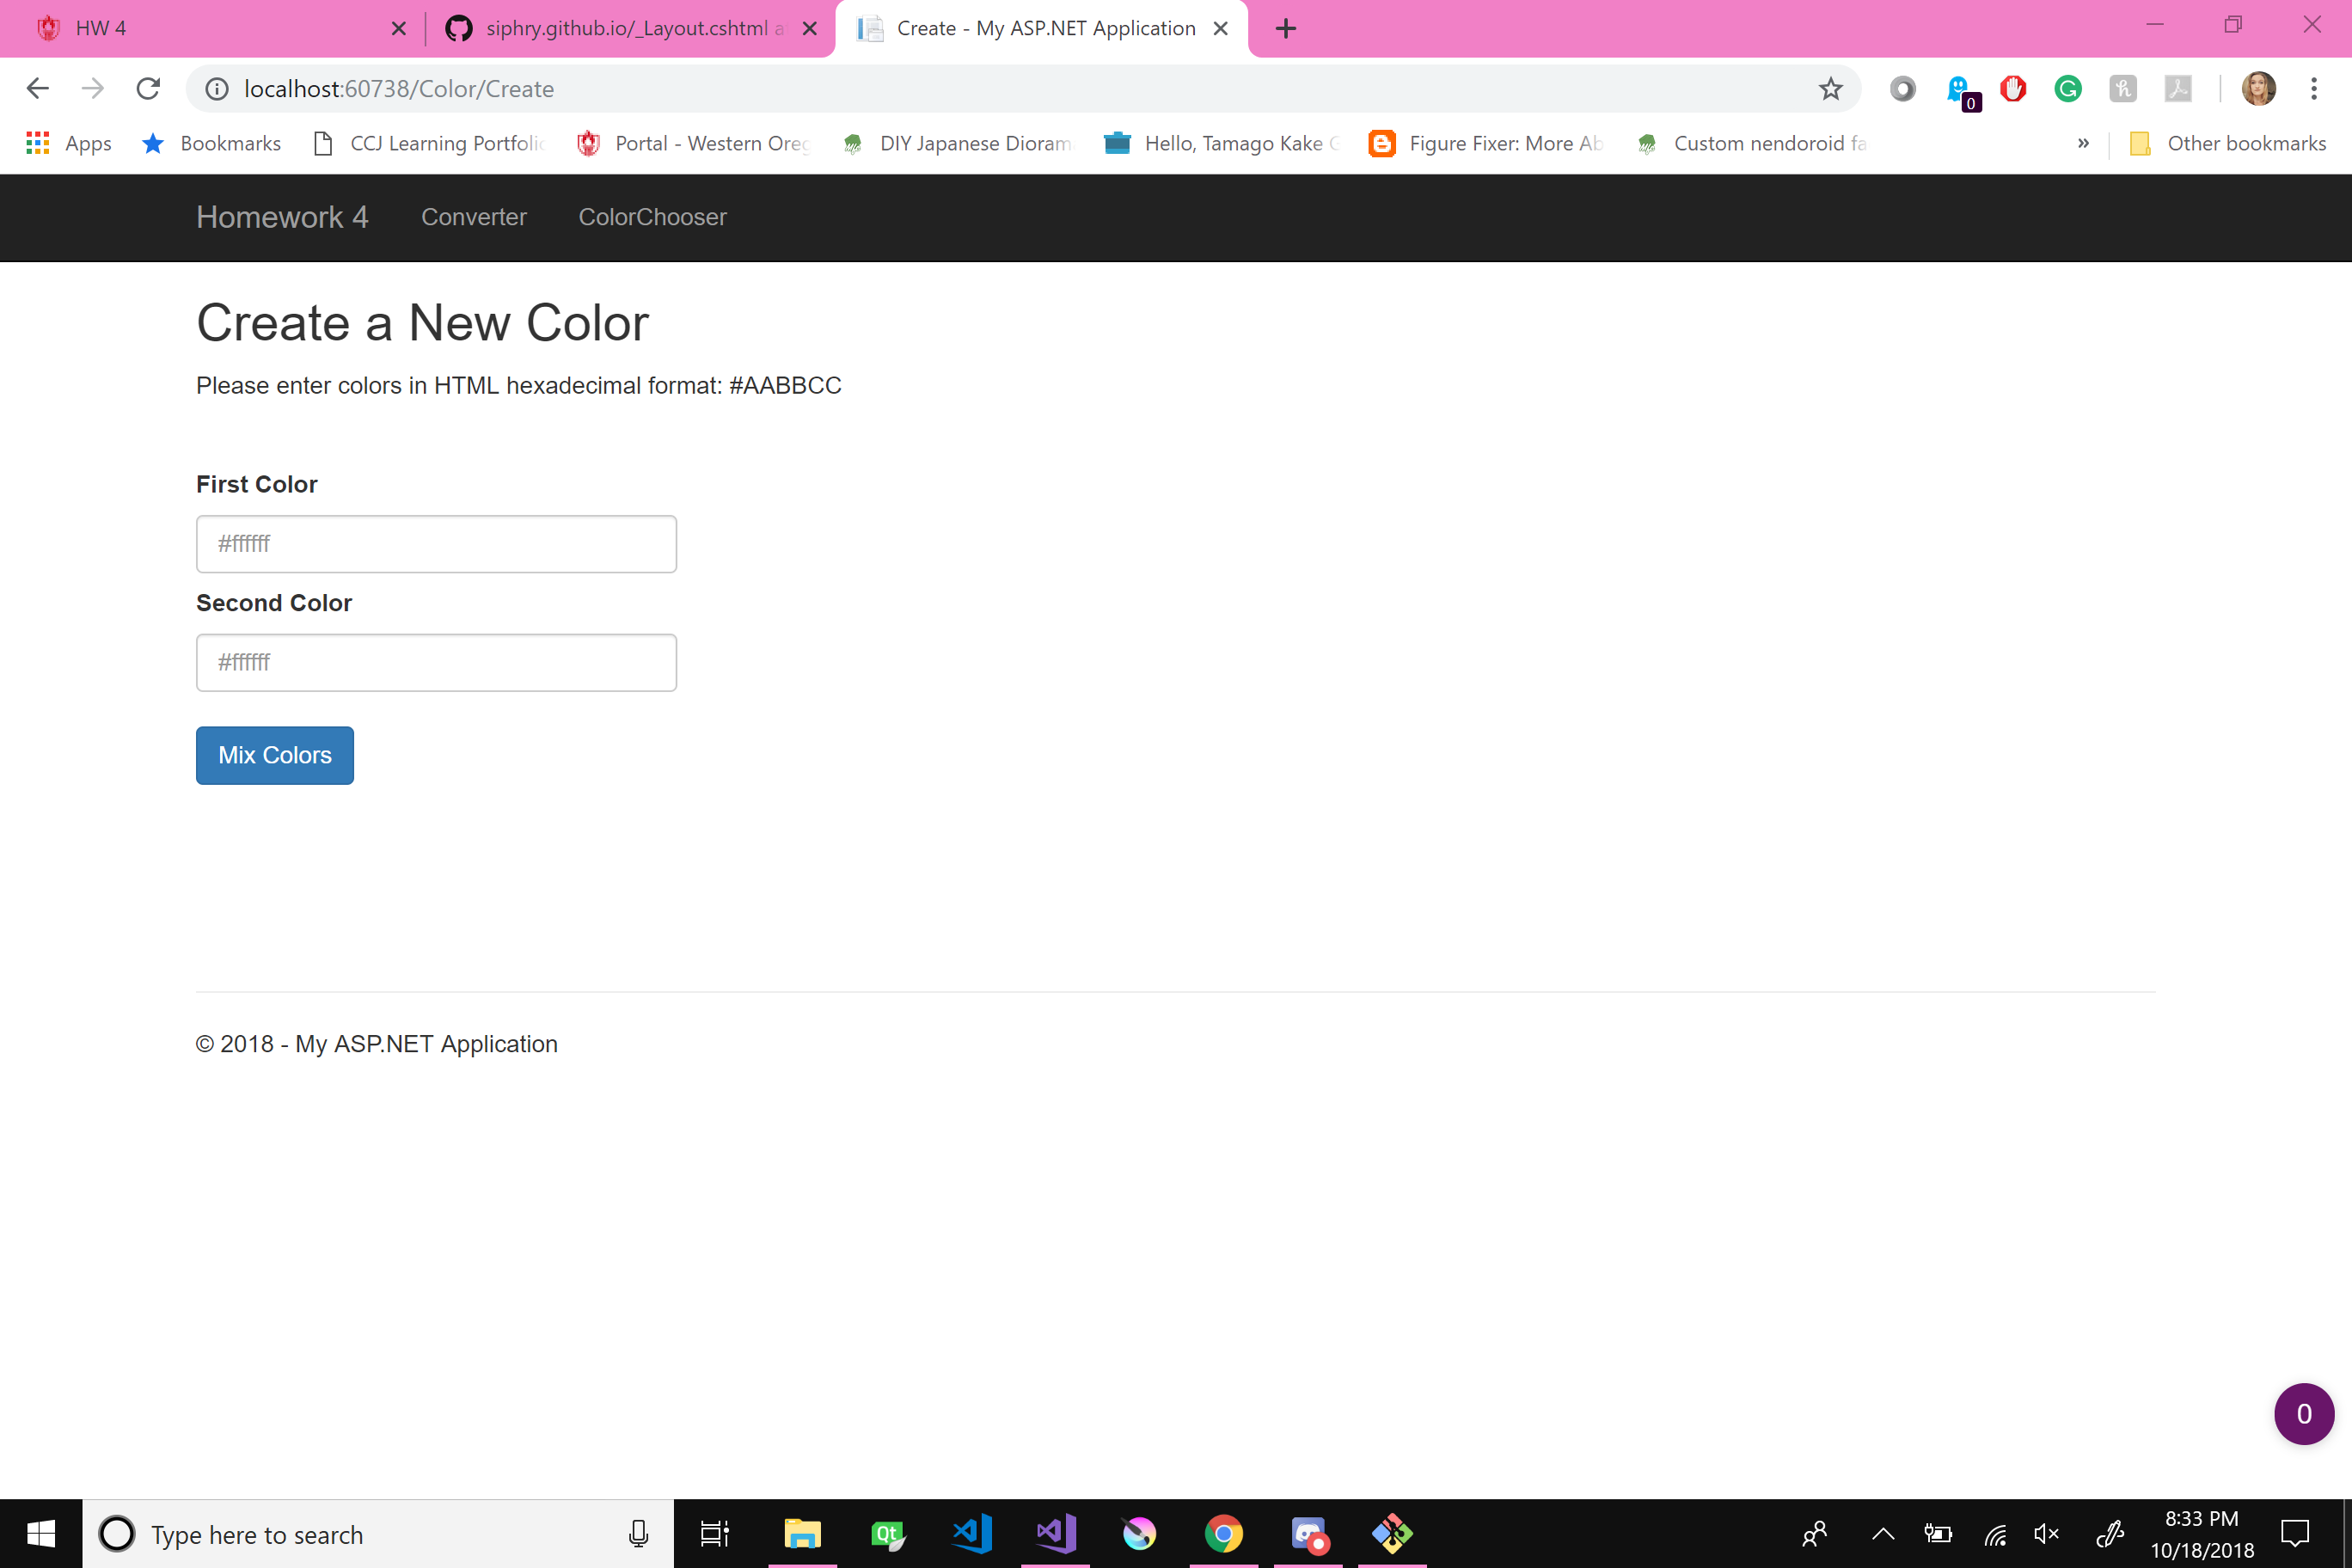 HW 4
siphry.github.io/_Layout.cshtml
Create - My ASP.NET Application
localhost:60738/Color/Create
0
Apps
Bookmarks
CCJ Learning Portfolio
Portal - Western Oreg
DIY Japanese Dioram
Hello, Tamago Kake G
Figure Fixer: More Ab
Custom nendoroid fa
»
Other bookmarks
Homework 4
Converter
ColorChooser
Create a New Color
Please enter colors in HTML hexadecimal format: #AABBCC
First Color
#ffffff
Second Color
#ffffff
Mix Colors
© 2018 - My ASP.NET Application
0
Type here to search
Qt
8:33 PM
10/18/2018